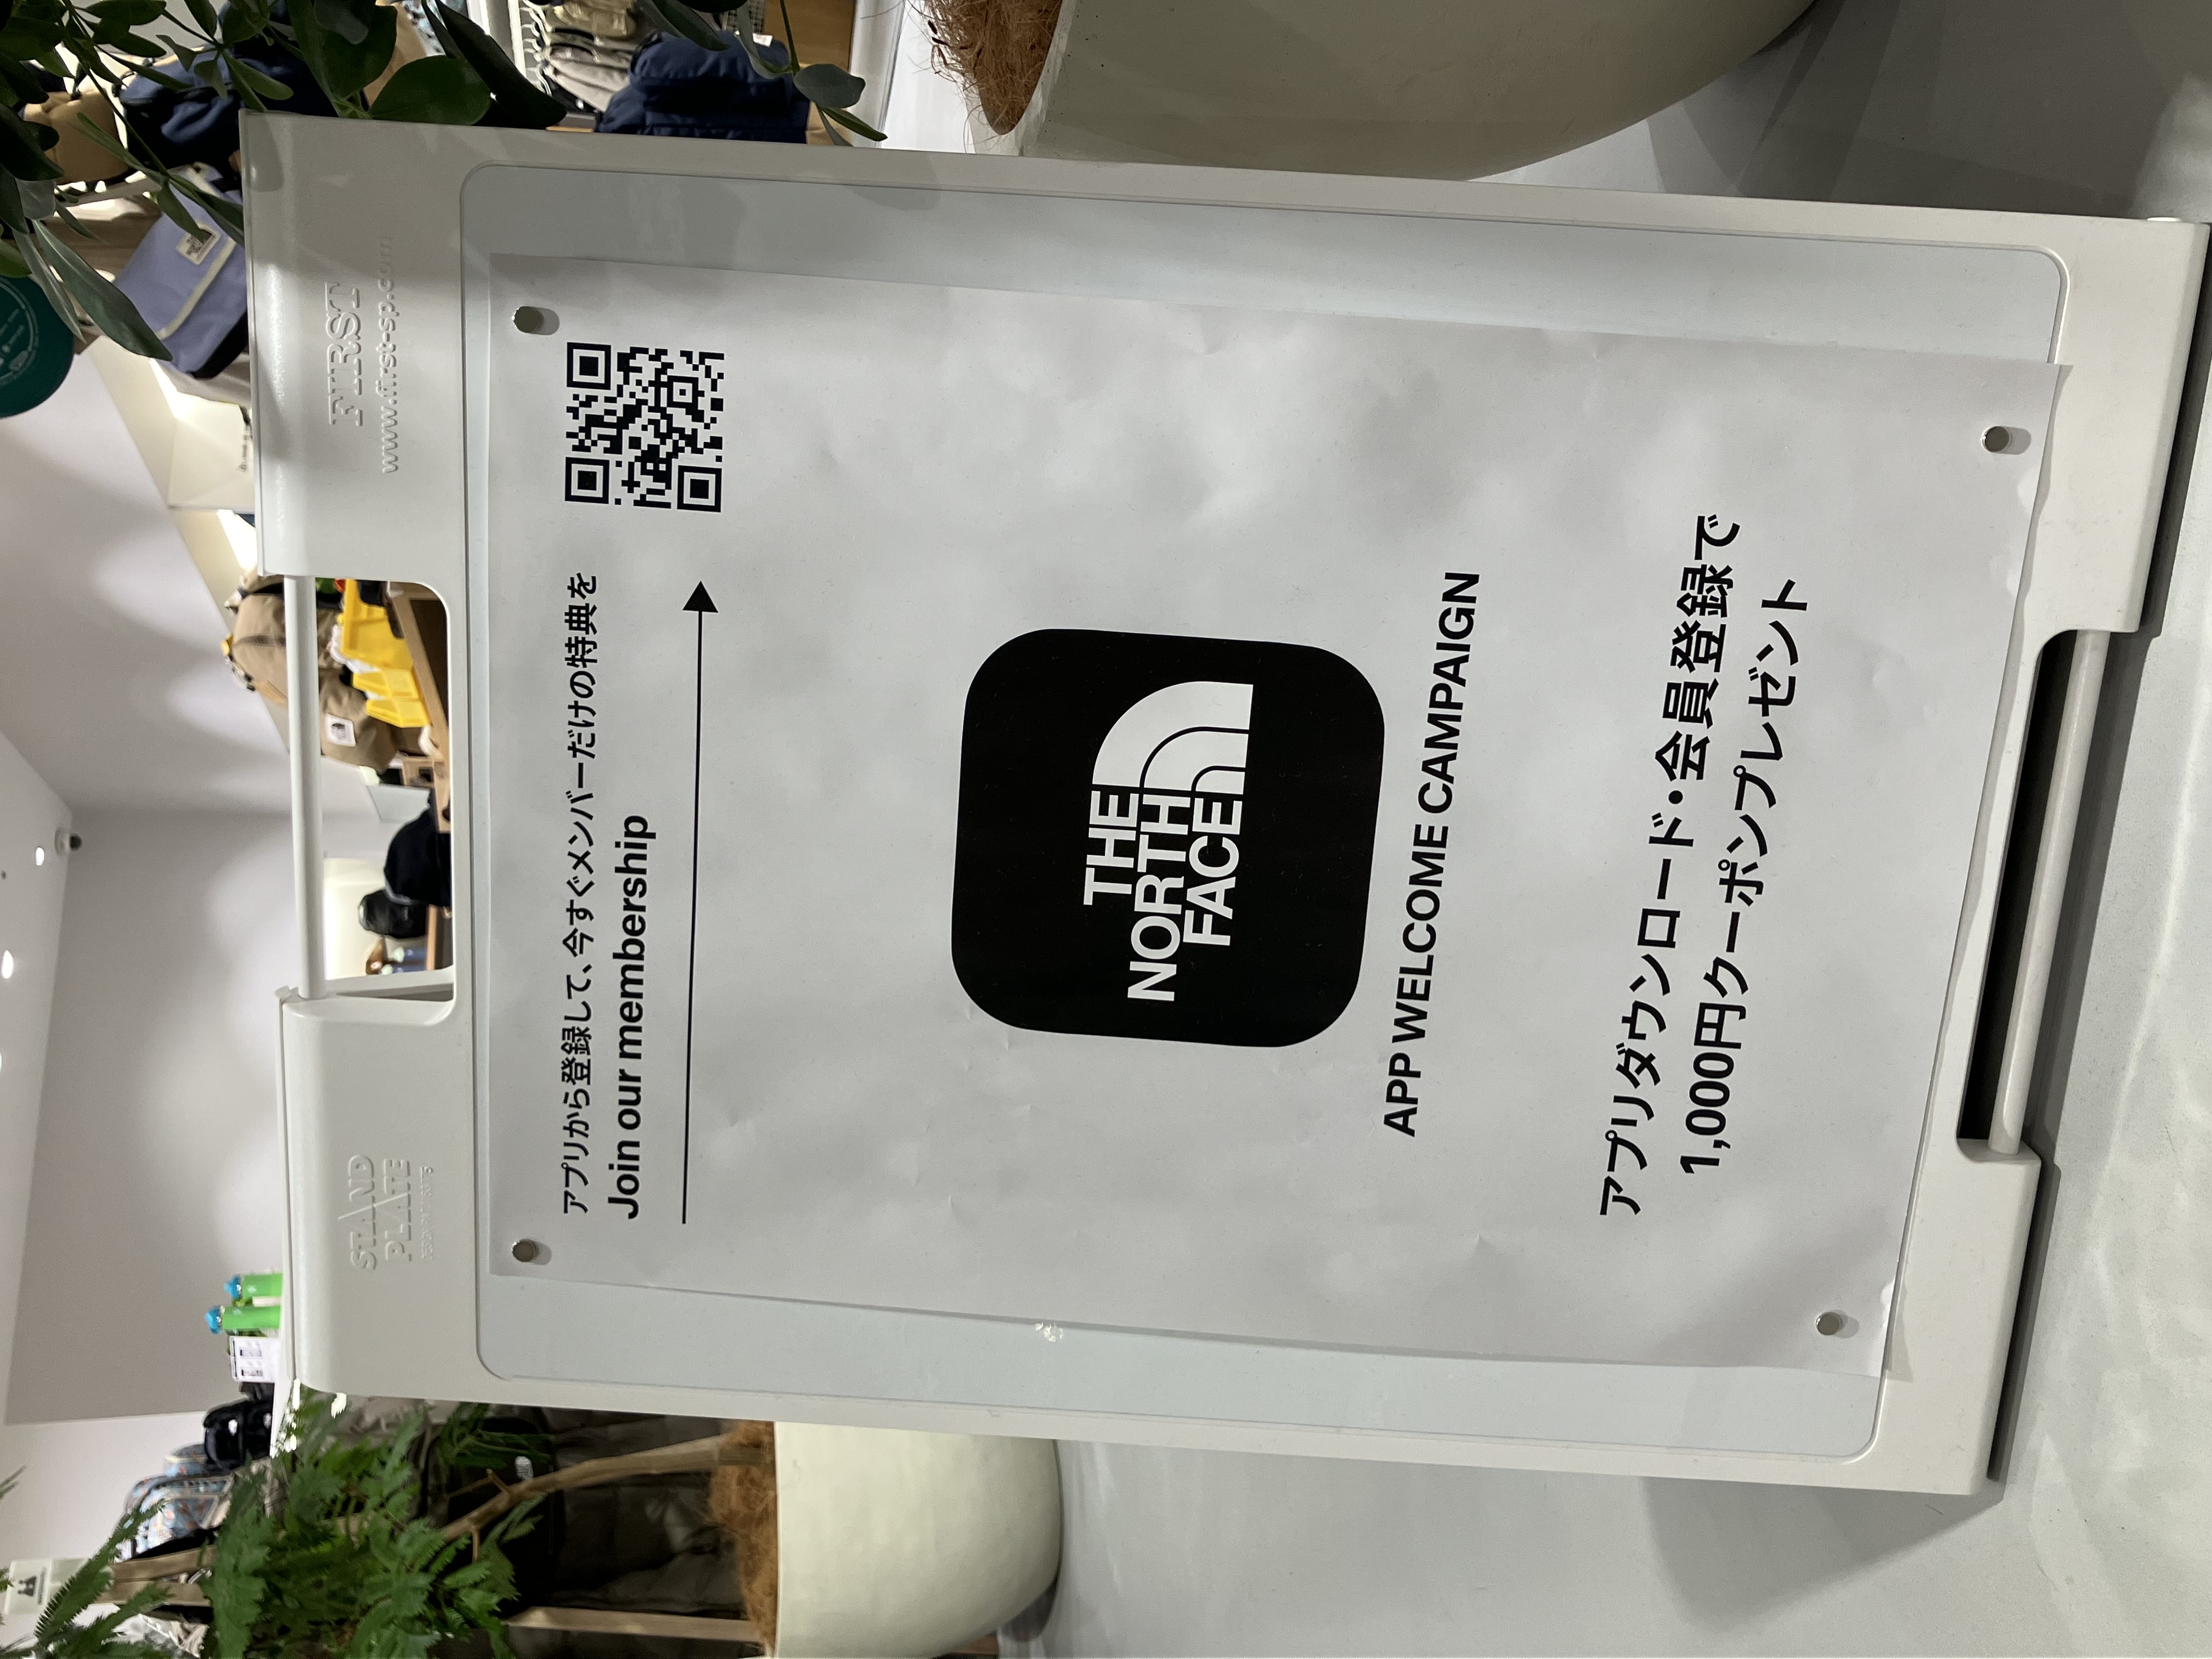 FIRST
www.first-sp.com
STAND
PLATE
アプリから登録して、今すぐメンバーだけの特典を
Join our membership
THE
NORTH
FACE
APP WELCOME CAMPAIGN
アプリダウンロード・会員登録で
1,000円クーポンプレゼント